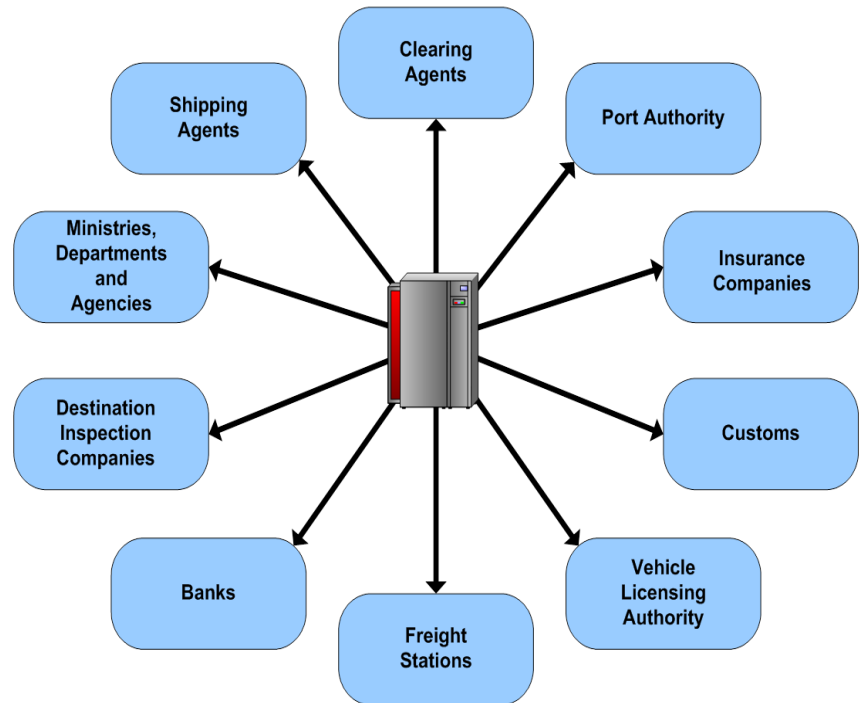 Clearing
Agents
Shipping
Agents
Port Authority
Ministries,
Departments
and
Agencies
Insurance
Companies
Destination
Inspection
Companies
Customs
Banks
Vehicle
Licensing
Authority
Freight
Stations